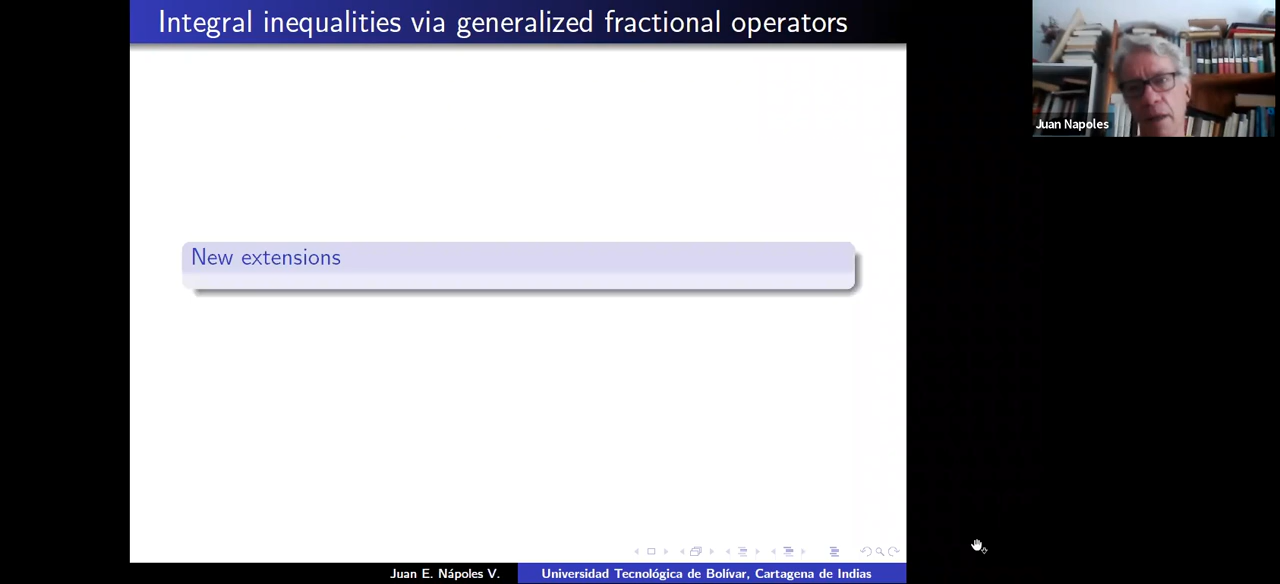 Integral inequalities via generalized fractional operators
Juan Napoles
New extensions
Juan E. Nápoles V.
Universidad Tecnológica de Bolívar, Cartagena de Indias